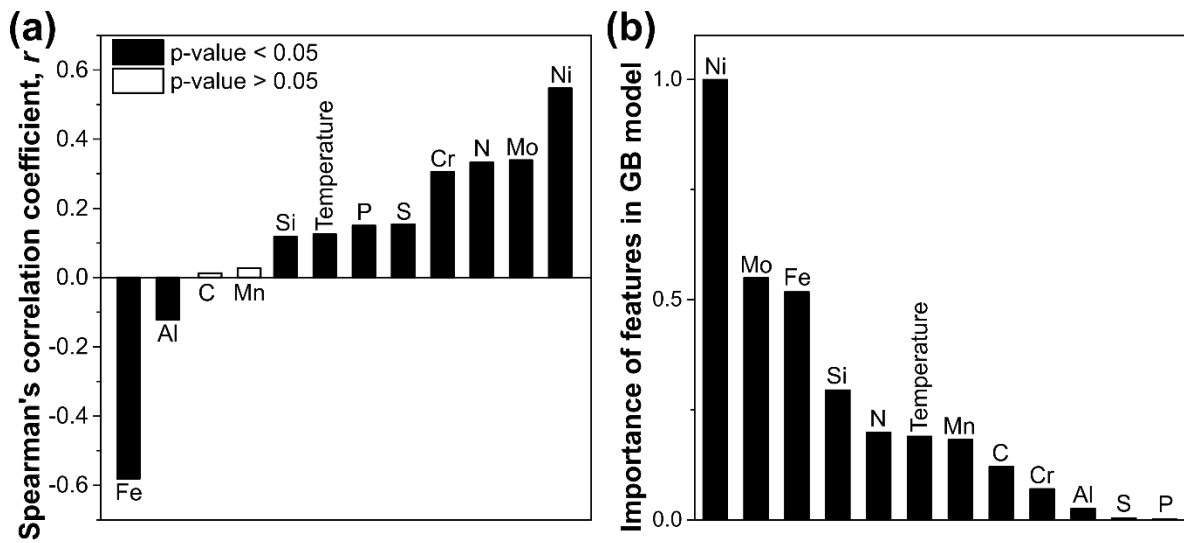 (a)
Spearman's correlation coefficient, r
0.6
0.4
0.2
0.0
-0.2
-0.4
-0.6
p-value < 0.05
p-value > 0.05
Fe
Al
C
Mn
Si
Temperature
P
S
Cr
N
Mo
Ni
(b)
Importance of features in GB model
1.0
0.5
0.0
Ni
Mo
Fe
Si
N
Temperature
Mn
C
Cr
Al
S
P